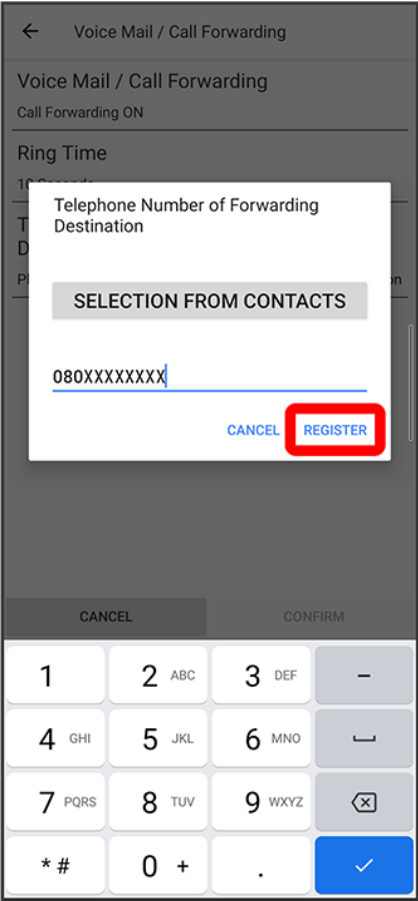 Voice Mail / Call Forwarding
Voice Mail / Call Forwarding
Call Forwarding ON
Ring Time
Telephone Number of Forwarding
Destination
SELECTION FROM CONTACTS
080XXXXXXXX
CANCEL REGISTER
CANCEL CONFIRM
1 2 ABC 3 DEF -
4 GHI 5 JKL 6 MNO
7 PQRS 8 TUV 9 WXYZ
*# 0 + .